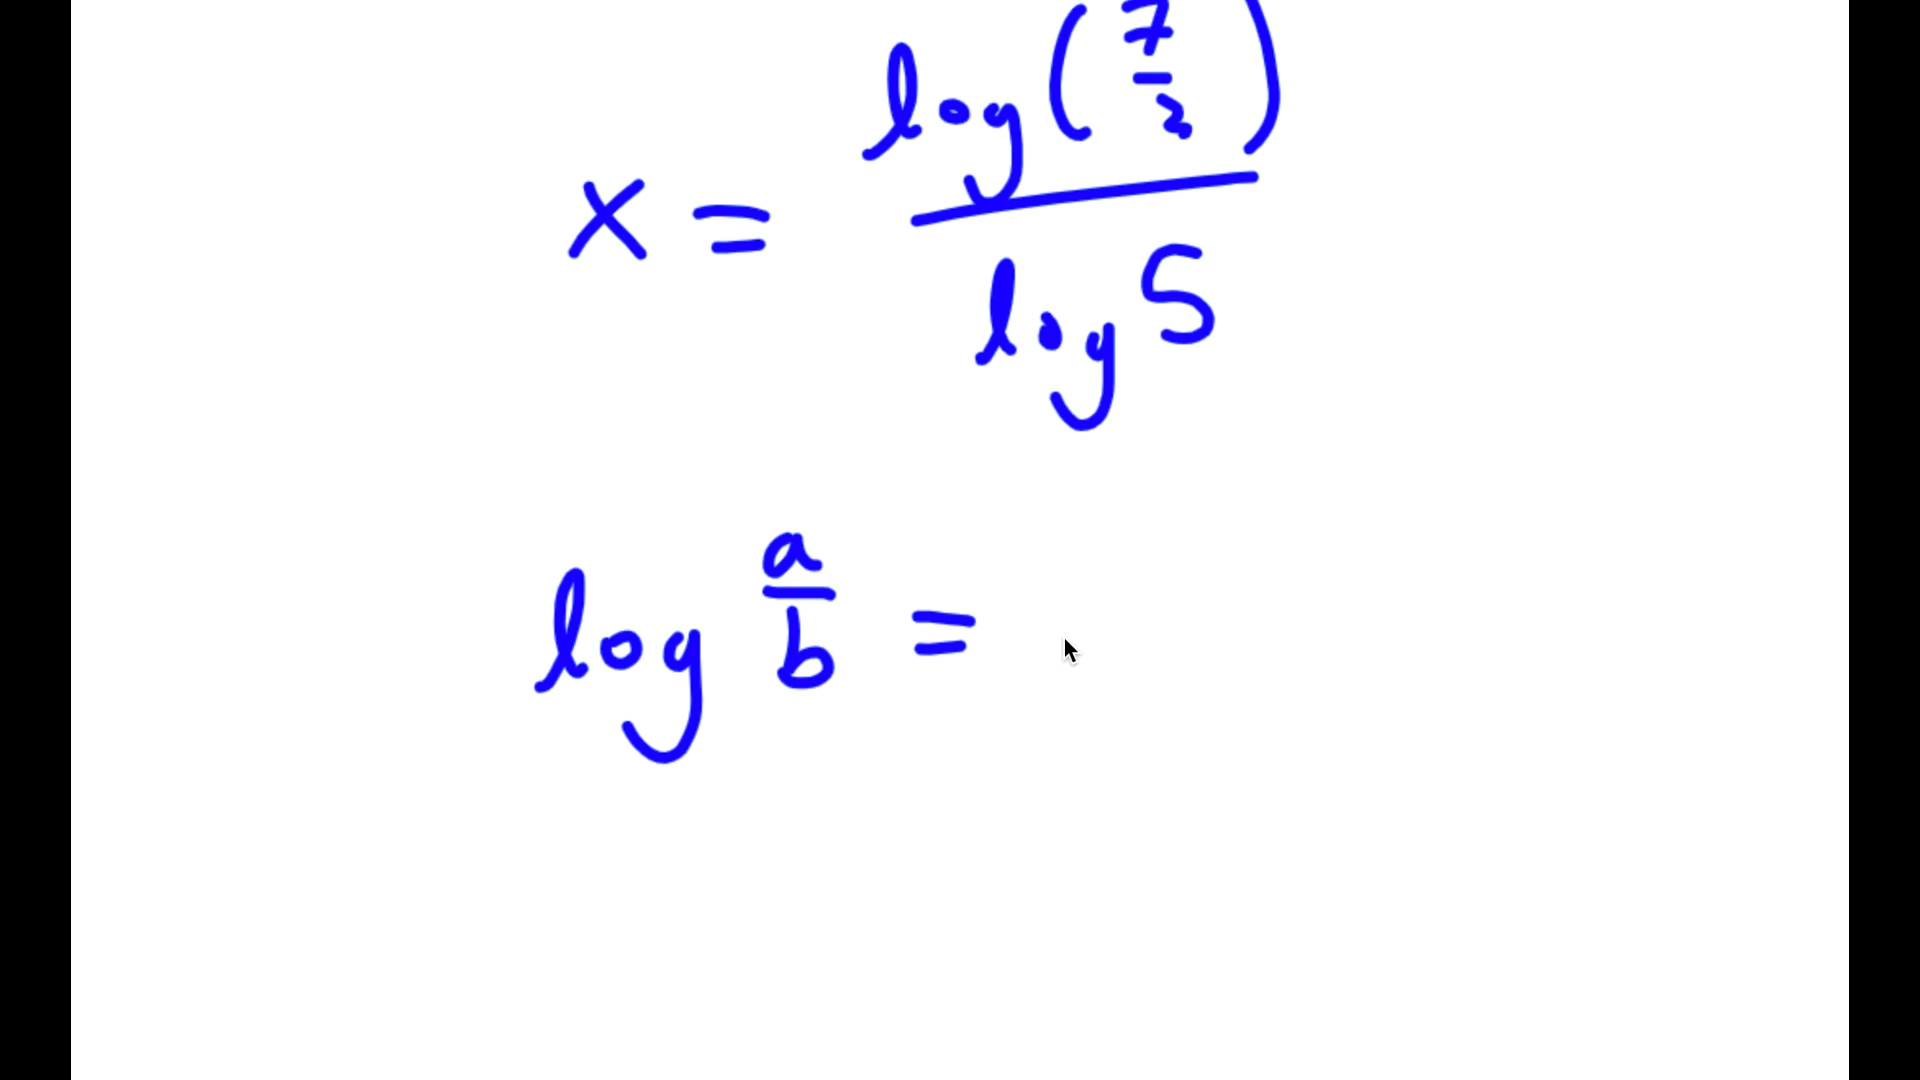 x = log(7/3) / log 5
log a/b =